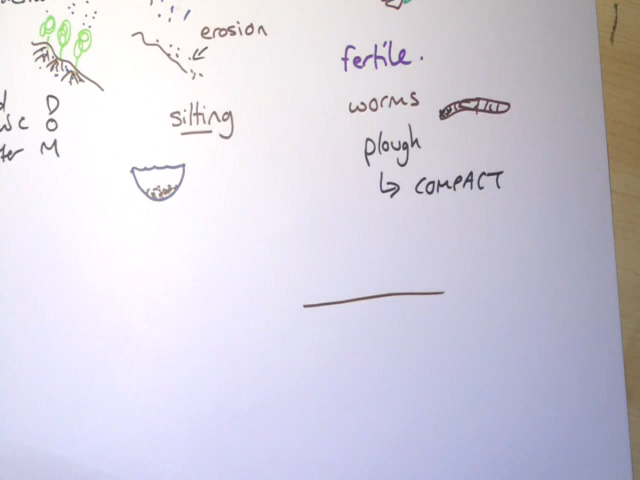 erosion
silting
D
O
M
fertile.
worms
plough
↳ COMPACT